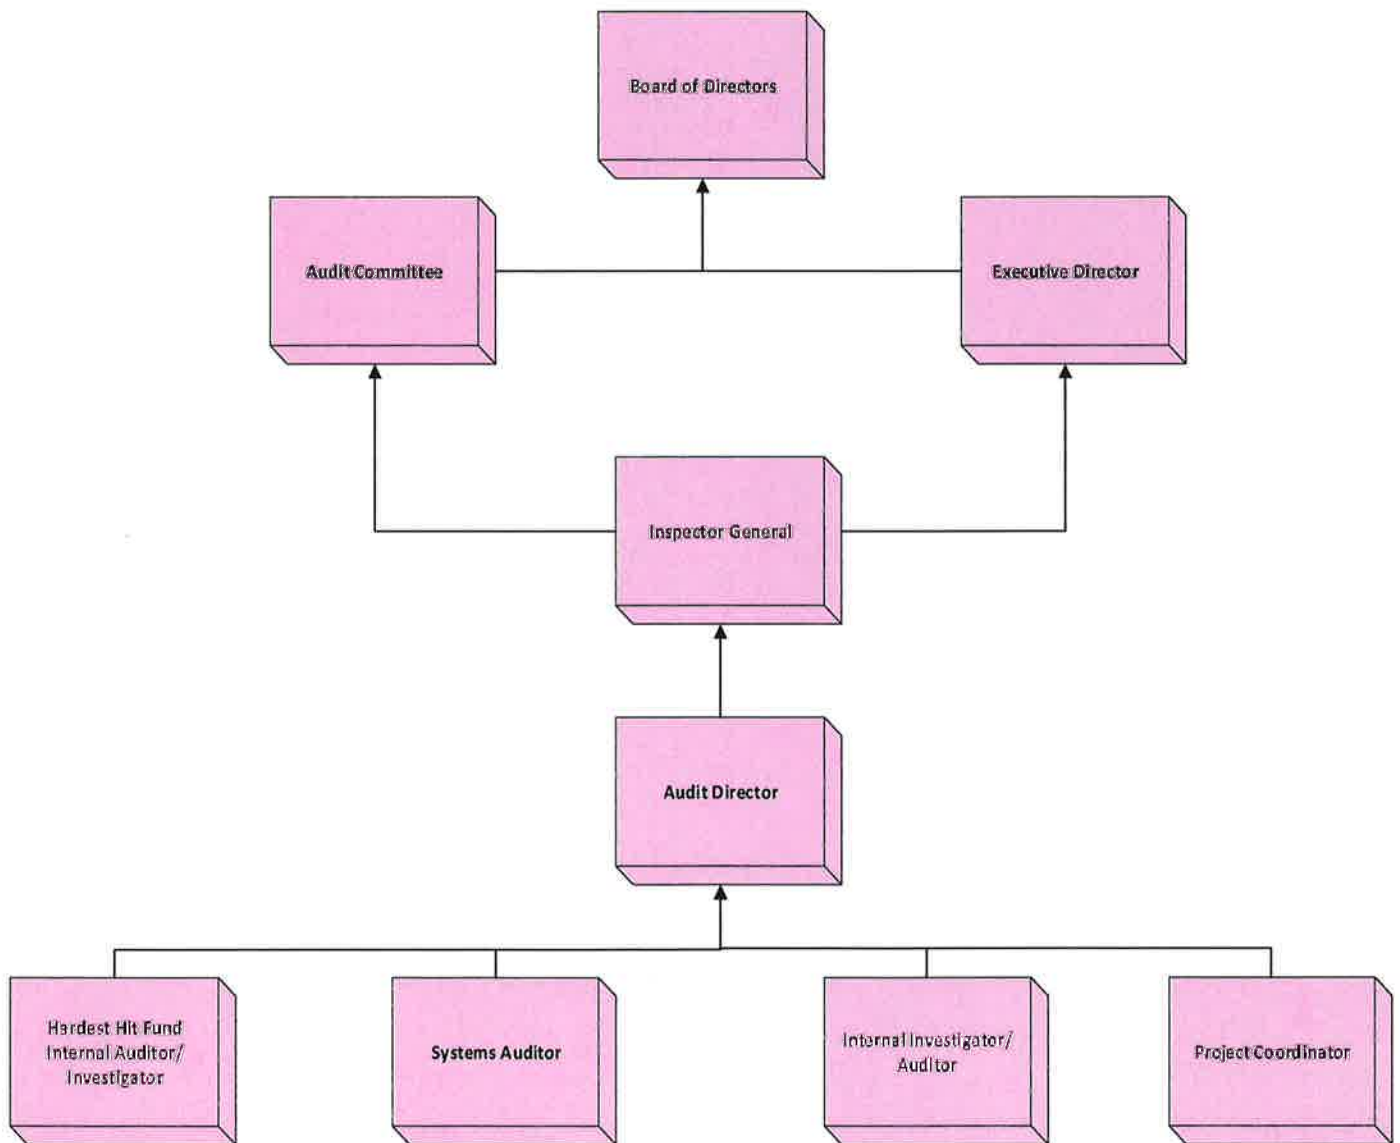 Board of Directors
Audit Committee
Executive Director
Inspector General
Audit Director
Hardest Hit Fund
Internal Auditor/
Investigator
Systems Auditor
Internal Investigator/
Auditor
Project Coordinator